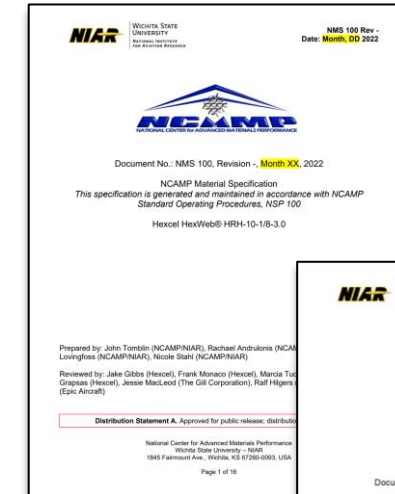 NIAR
WICHITA STATE
UNIVERSITY
NATIONAL INSTITUTE
FOR AVIATION RESEARCH
NMS 100 Rev -
Date: Month, DD 2022
NCAMP
NATIONAL CENTER for ADVANCED MATERIALS PERFORMANCE
Document No.: NMS 100, Revision -, Month XX, 2022
NCAMP Material Specification
This specification is generated and maintained in accordance with NCAMP
Standard Operating Procedures, NSP 100
Hexcel HexWeb® HRH-10-1/8-3.0
Prepared by: John Tomblin (NCAMP/NIAR), Rachael Andrulonis (NCAM
Lovingfoss (NCAMP/NIAR), Nicole Stahl (NCAMP/NIAR)
Reviewed by: Jake Gibbs (Hexcel), Frank Monaco (Hexcel), Marcia Tuc
Grapsas (Hexcel), Jessie MacLeod (The Gill Corporation), Ralf Hilgers
(Epic Aircraft)
Distribution Statement A. Approved for public release; distributio
National Center for Advanced Materials Performance
Wichita State University – NIAR
1845 Fairmount Ave., Wichita, KS 67260-0093, USA
Page 1 of 16
NIAR
Docu